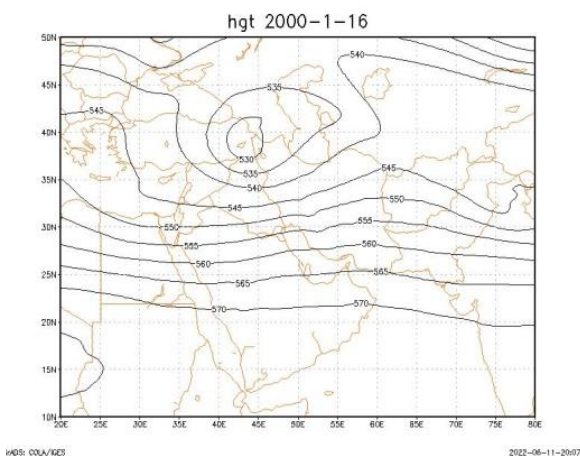 hgt 2000-1-16
50N
540
535
45N
545
40N
530
535
35N
540
545
545
550
30N
550
555
555
560
560
25N
565
565
570
570
20N
15N
10N
20E 25E 30E 35E 40E 45E 50E 55E 60E 65E 70E 75E 80E
GrADS: COLA/IGES 2022-06-11-20:07